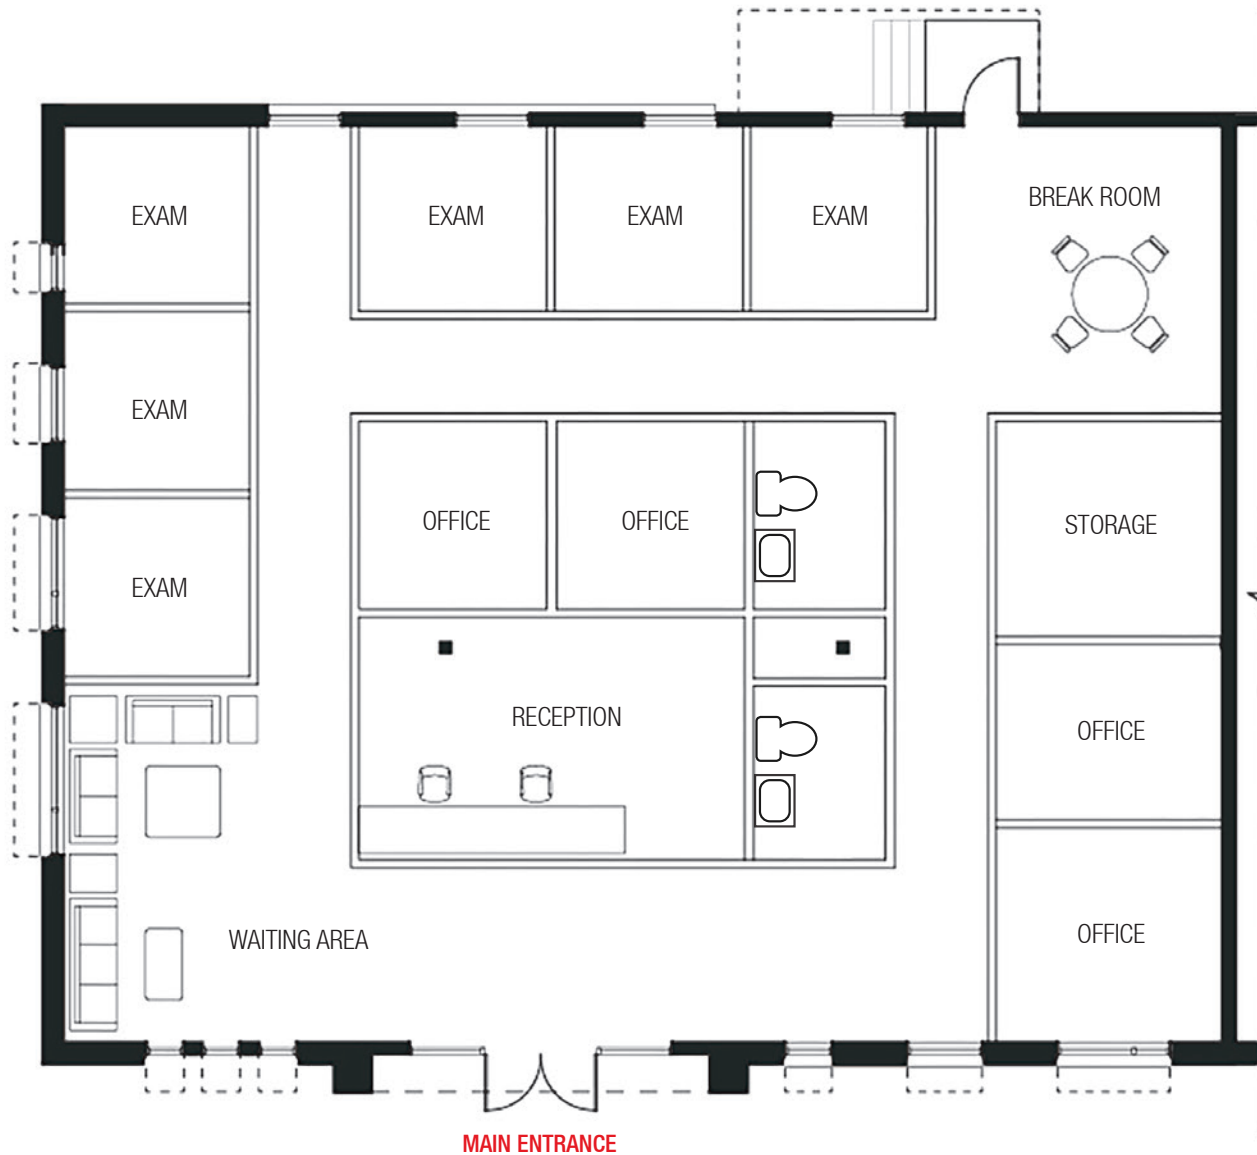 BREAK ROOM
EXAM
EXAM
EXAM
EXAM
EXAM
OFFICE
OFFICE
STORAGE
EXAM
RECEPTION
OFFICE
WAITING AREA
OFFICE
MAIN ENTRANCE